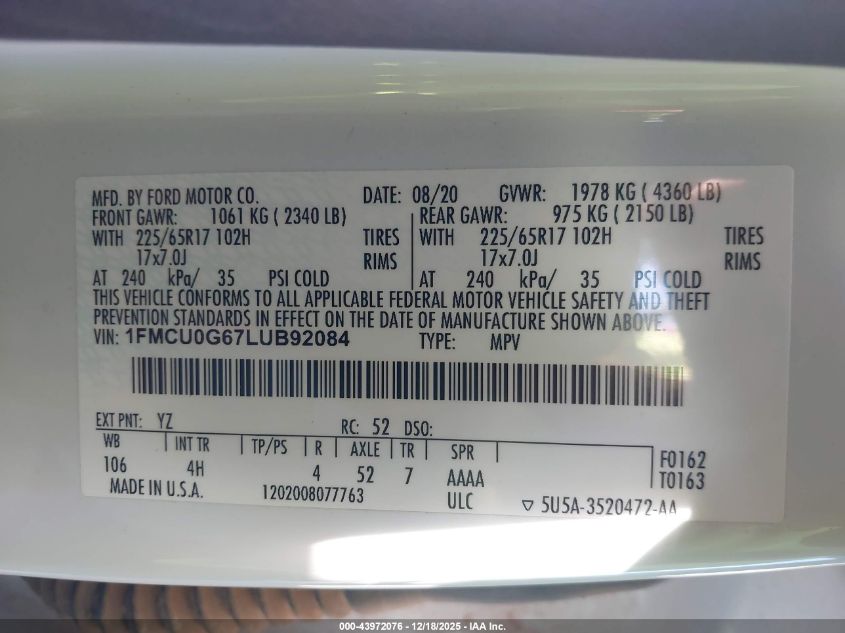 MFD. BY FORD MOTOR CO. DATE: 08/20 GVWR: 1978 KG ( 4360 LB)
FRONT GAWR: 1061 KG ( 2340 LB) REAR GAWR: 975 KG ( 2150 LB)
WITH 225/65R17 102H TIRES WITH 225/65R17 102H TIRES
17x7.0J RIMS 17x7.0J RIMS
AT 240 kPa/ 35 PSI COLD AT 240 kPa/ 35 PSI COLD
THIS VEHICLE CONFORMS TO ALL APPLICABLE FEDERAL MOTOR VEHICLE SAFETY AND THEFT
PREVENTION STANDARDS IN EFFECT ON THE DATE OF MANUFACTURE SHOWN ABOVE.
VIN: 1FMCU0G67LUB92084 TYPE: MPV
EXT PNT: YZ RC: 52 DSO:
WB INT TR TP/PS R AXLE TR SPR
106 4H 4 52 7 AAAA F0162
T0163
MADE IN U.S.A. 1202008077763 ULC ▽ 5U5A-3520472-AA
000-43972076 - 12/18/2025 - IAA Inc.